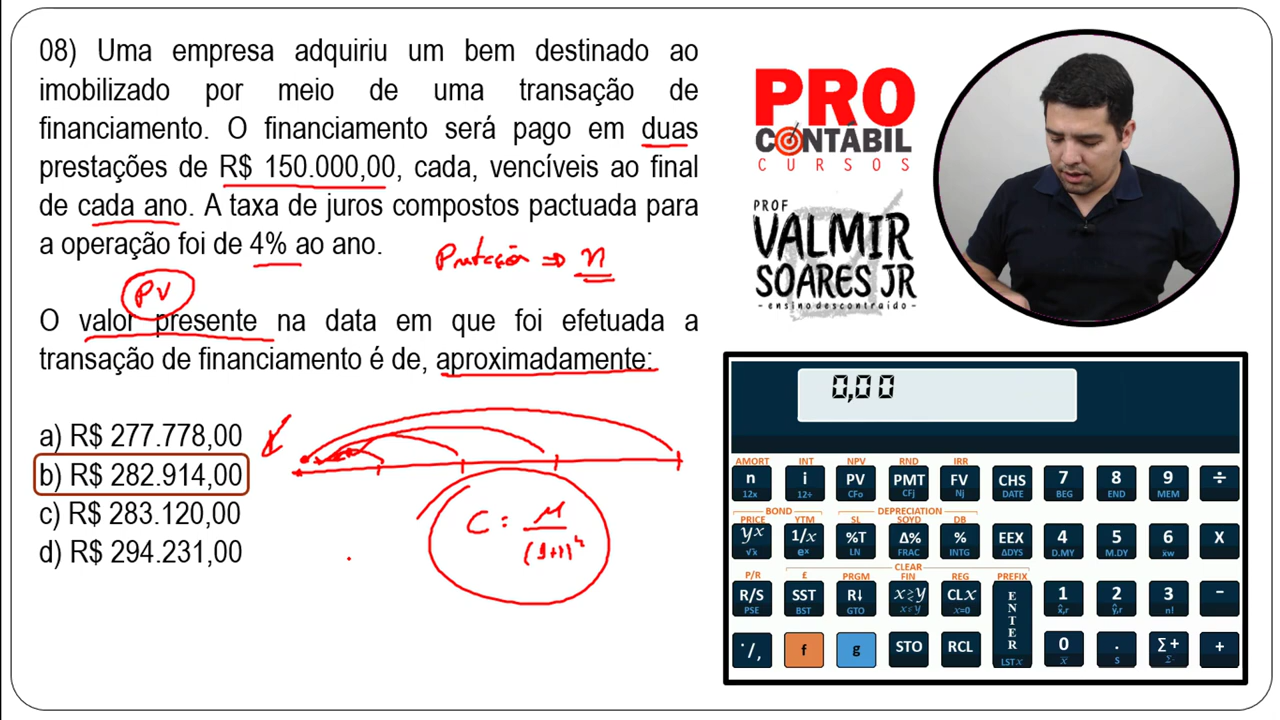 08) Uma empresa adquiriu um bem destinado ao
imobilizado por meio de uma transação de
financiamento. O financiamento será pago em duas
prestações de R$ 150.000,00, cada, vencíveis ao final
de cada ano. A taxa de juros compostos pactuada para
a operação foi de 4% ao ano.
Prestação ⇒ n
PV
O valor presente na data em que foi efetuada a
transação de financiamento é de, aproximadamente:
a) R$ 277.778,00
b) R$ 282.914,00
c) R$ 283.120,00
d) R$ 294.231,00
PRO
CONTÁBIL
CURSOS
PROF
VALMIR
SOARES JR
-ensino descontraído-
0,00
AMORT INT NPV RND IRR
n i PV PMT FV CHS 7 8 9 ÷
12x 12÷ CFo CFj Nj DATE BEG END MEM
BOND DEPRECIATION
PRICE YTM SL SOYD DB
yx 1/x %T Δ% % EEX 4 5 6 X
√x ex LN FRAC INTG ΔDYS D.MY M.DY x̄w
CLEAR
P/R £ PRGM FIN REG PREFIX
R/S SST R↓ x≷y CLx ENTER 1 2 3 −
PSE BST GTO x≤y x=0 x̂,r ŷ,r n!
·/, f g STO RCL 0 . Σ+ +
LSTx x̄ S Σ-